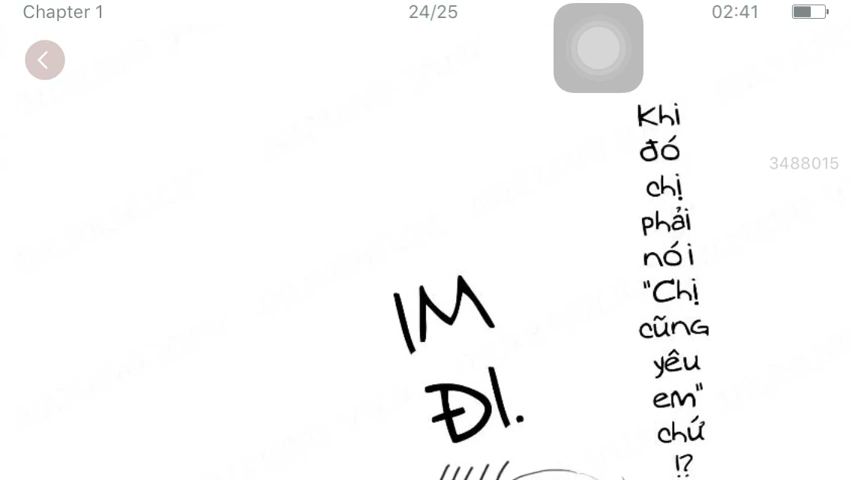 Chapter 1
24/25
02:41
3488015
Khi
đó
chị
phải
nói
"Chị
cũng
yêu
em"
chứ
!?
IM
ĐI.